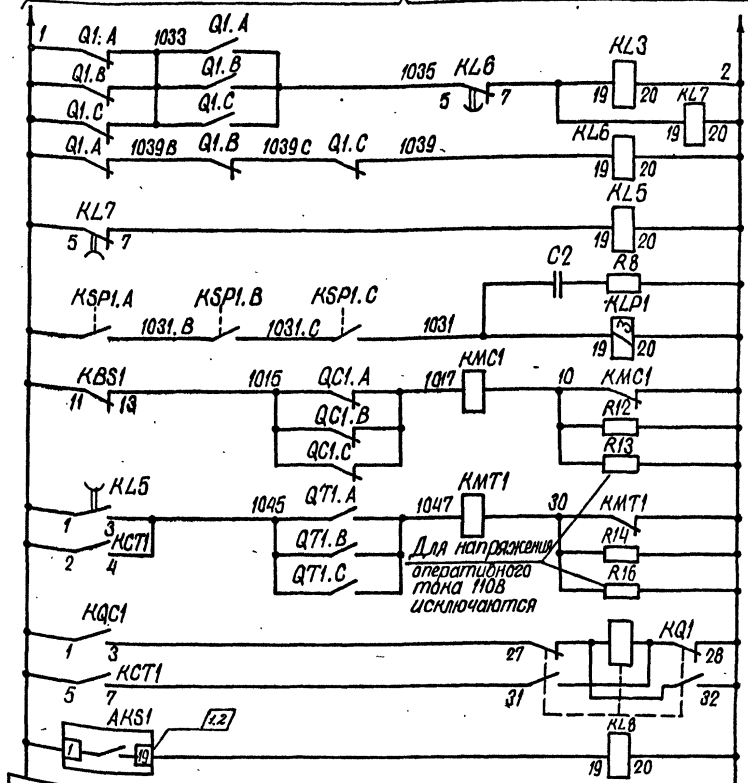 1 Q1.A 1033 Q1.A
Q1.B Q1.B 1035 KL6 KL3 2
5 7 19 20 KL7
Q1.C Q1.C
19 20
Q1.A 1039B Q1.B 1039C Q1.C 1039 KL6
19 20
KL7 KL5
5 7 19 20
C2 R8
KSP1.A KSP1.B KSP1.C KLP1
1031.B 1031.C 1031
19 20
KBS1 1015 QC1.A 1017 KMC1 10 KMC1
11 13
QC1.B R12
QC1.C R13
KL5 1045 QT1.A 1047 KMT1 30 KMT1
1 3
KCT1 QT1.B R14
2 4
QT1.C R16
Для напряжения
оперативного
тока 110В
исключаются
KQC1 KQ1
1 3 27 28
KCT1
5 7 31 32
AKS1 1,2 KL8
1 19 19 20